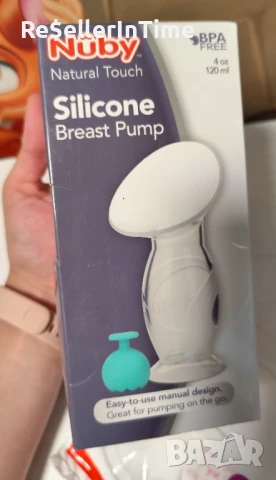 ResellerInTime
Nûby™
Natural Touch
Silicone
Breast Pump
BPA
FREE
4 oz
120 ml
Easy-to-use manual design.
Great for pumping on the go.
BAZAR